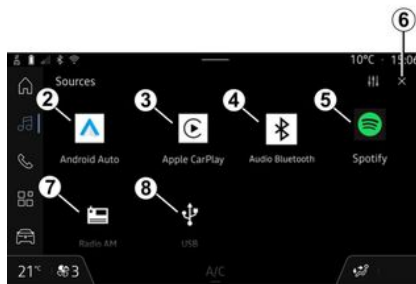 6
10°C 15:06
Sources
2 3 4 5
Android Auto Apple CarPlay Audio Bluetooth Spotify
7 8
Radio AM USB
21°C 3 A/C